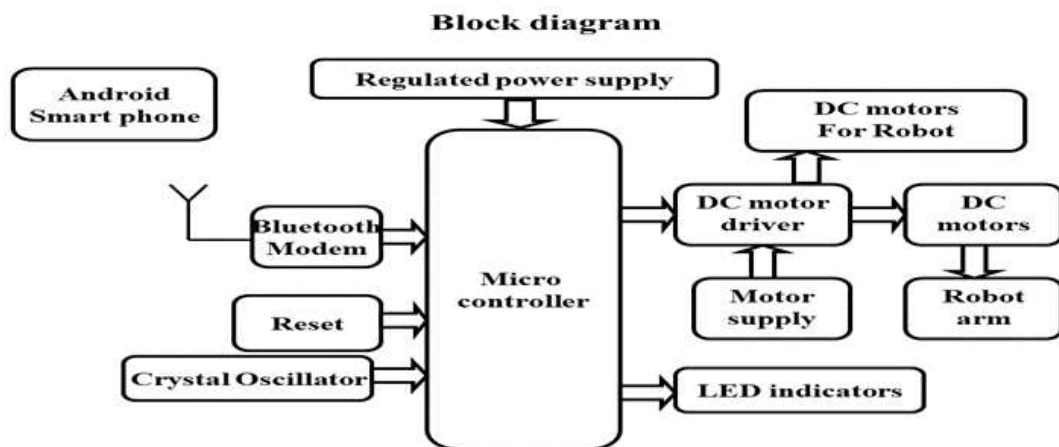 Block diagram
Regulated power supply
Android
Smart phone
DC motors
For Robot
Bluetooth
Modem
DC motor
driver
DC
motors
Micro
controller
Reset
Motor
supply
Robot
arm
Crystal Oscillator
LED indicators